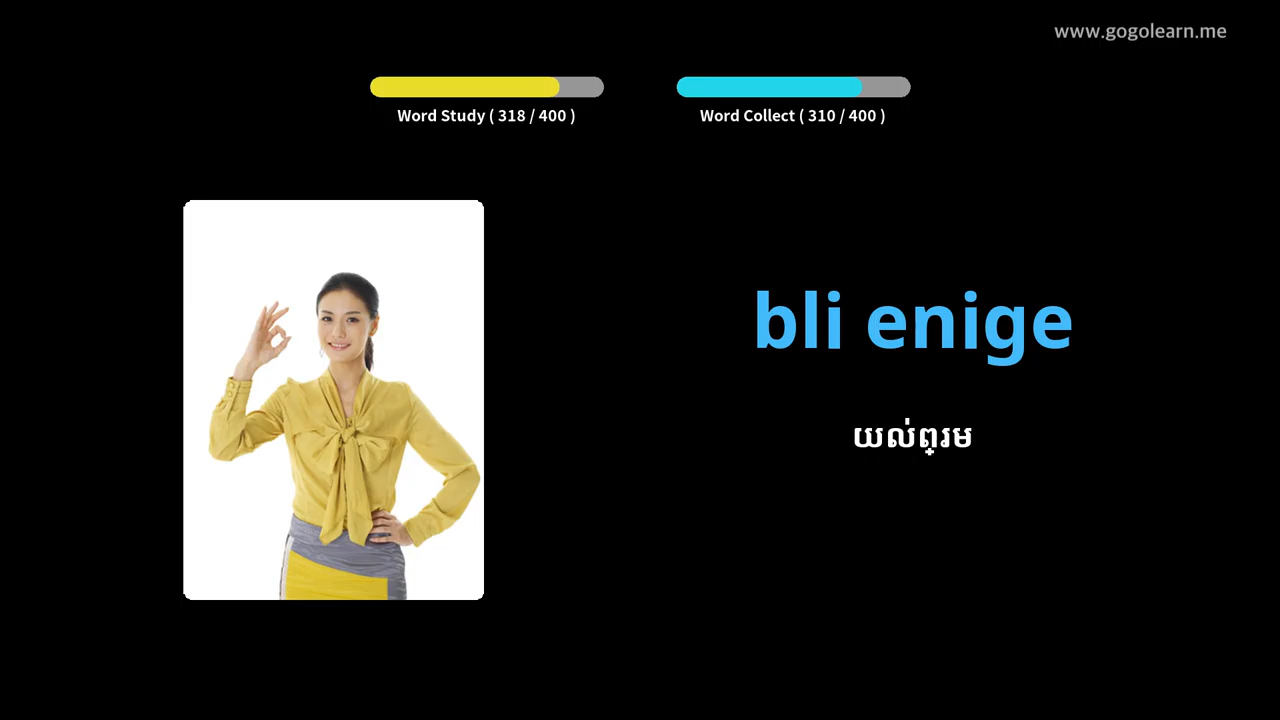 www.gogolearn.me
Word Study ( 318 / 400 )
Word Collect ( 310 / 400 )
bli enige
យល់ព្រម